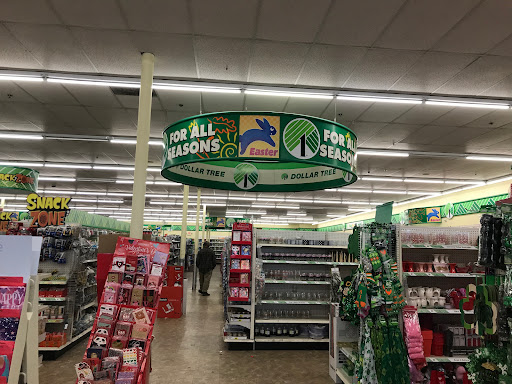 FOR ALL
SEASONS
Easter
FOR ALL
SEASONS
DOLLAR TREE
DOLLAR TREE
SNACK
ZONE